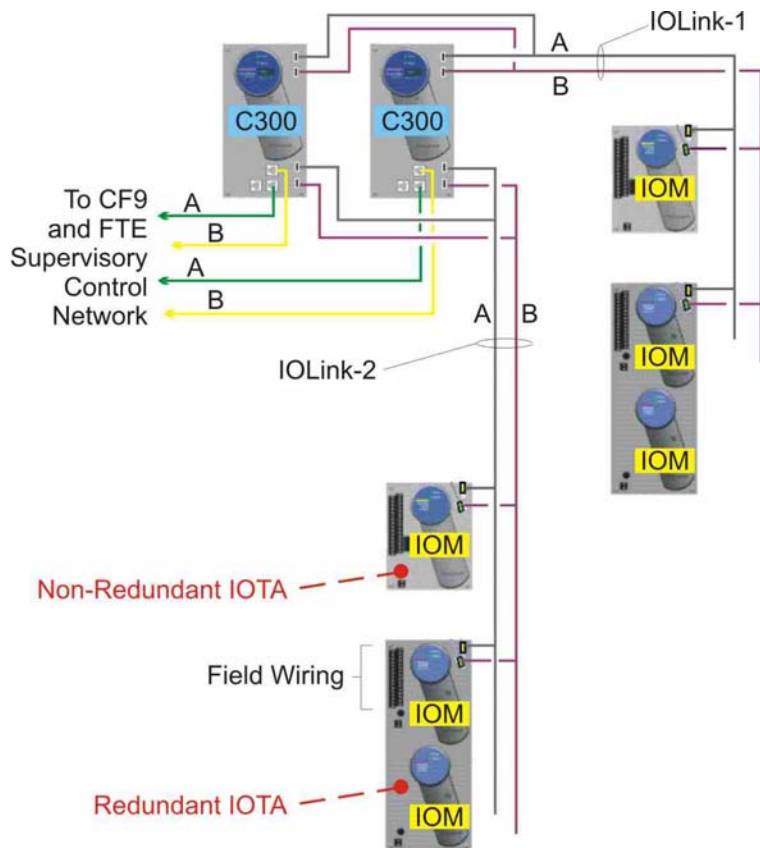 IOLink-1
A
B
C300
C300
IOM
To CF9
and FTE
Supervisory
Control
Network
A
B
A
B
IOM
IOM
A
B
IOLink-2
IOM
Non-Redundant IOTA
Field Wiring
IOM
Redundant IOTA
IOM